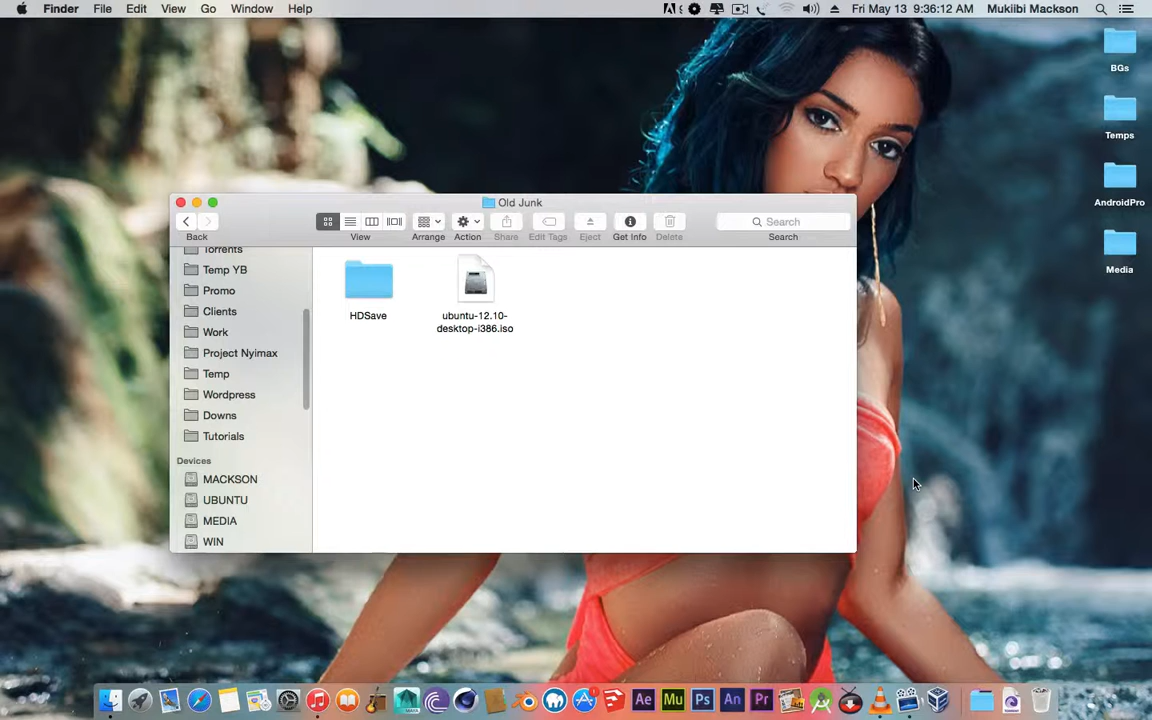 Finder File Edit View Go Window Help
Fri May 13 9:36:12 AM Mukiibi Mackson
BGs
Temps
AndroidPro
Media
Old Junk
Search
Back View Arrange Action Share Edit Tags Eject Get Info Delete Search
Torrents
Temp YB
Promo
Clients
Work
Project Nyimax
Temp
Wordpress
Downs
Tutorials
Devices
MACKSON
UBUNTU
MEDIA
WIN
HDSave
ubuntu-12.10-
desktop-i386.iso
Ae Mu Ps An Pr